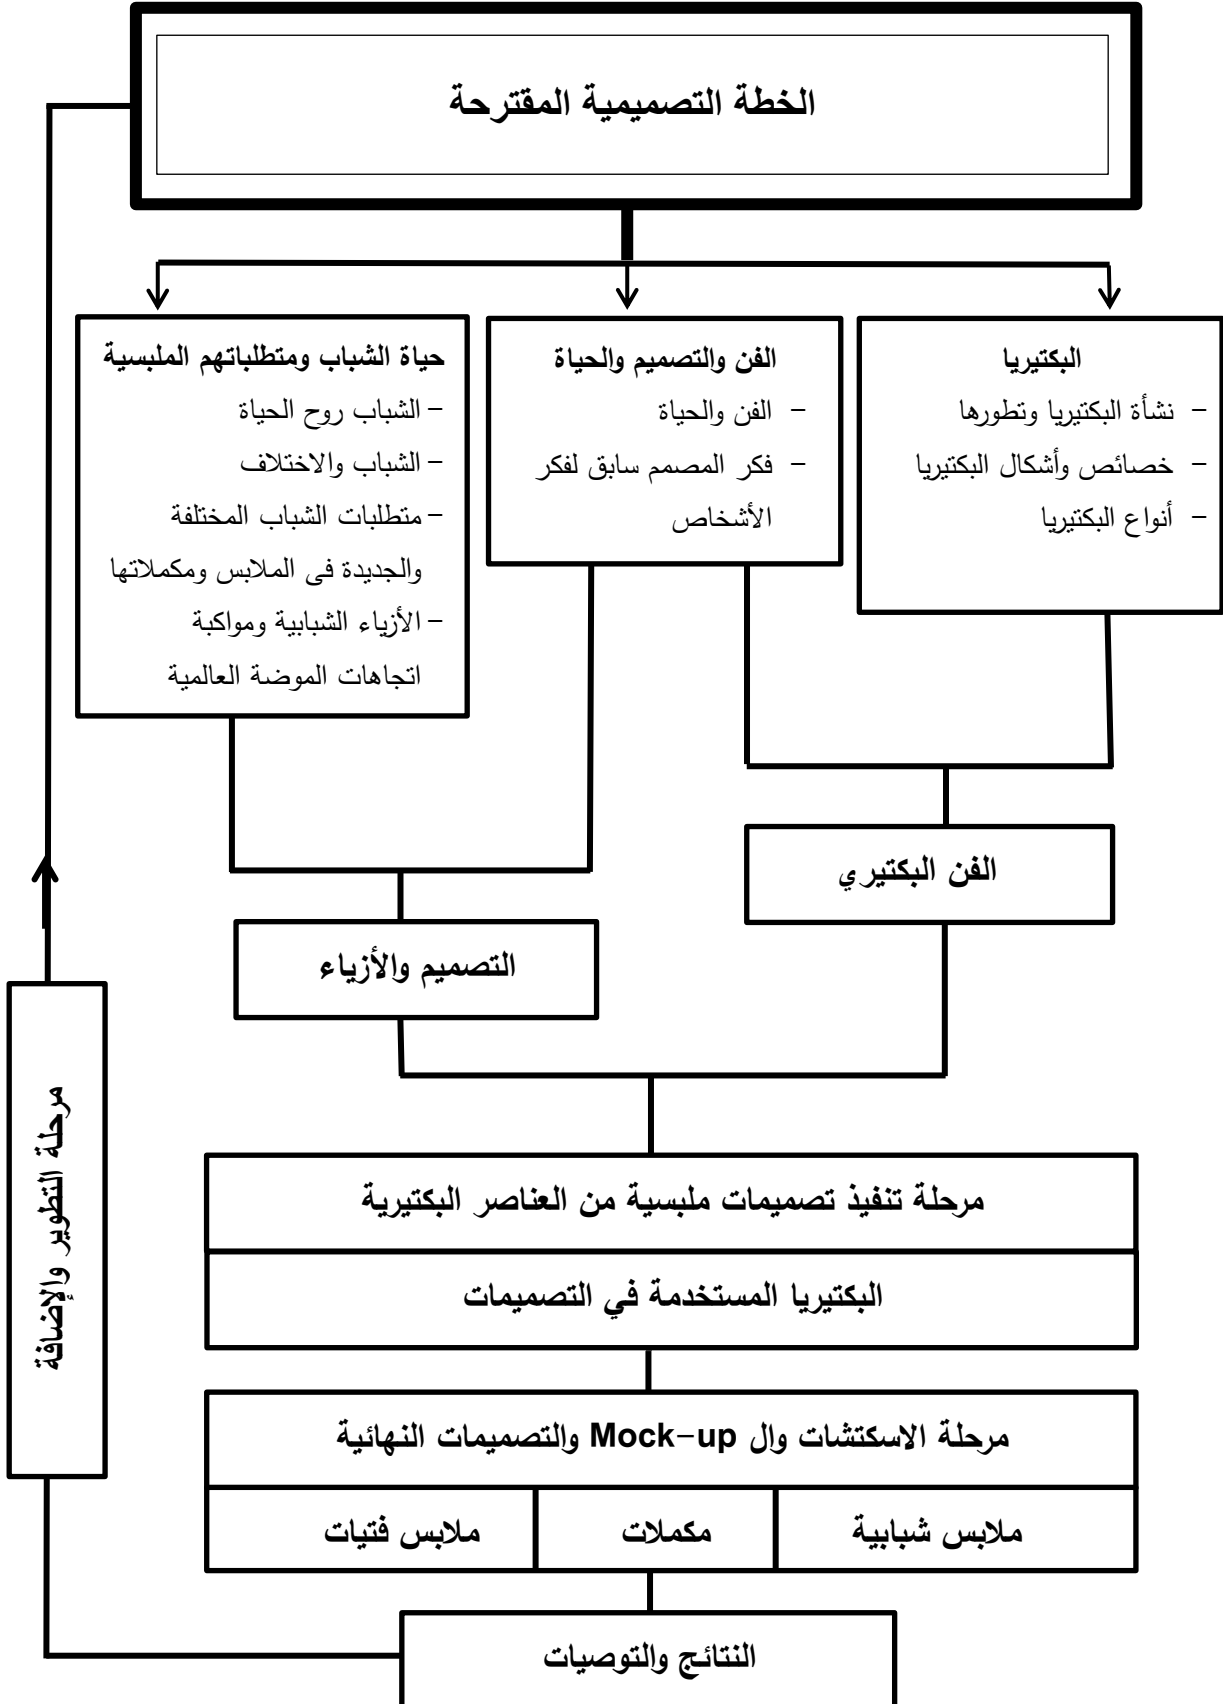 الخطة التصميمية المقترحة
البكتيريا
- نشأة البكتيريا وتطورها
- خصائص وأشكال البكتيريا
- أنواع البكتيريا
الفن والتصميم والحياة
- الفن والحياة
- فكر المصمم سابق لفكر
الأشخاص
حياة الشباب ومتطلباتهم الملبسية
- الشباب روح الحياة
- الشباب والاختلاف
- متطلبات الشباب المختلفة
والجديدة فى الملابس ومكملاتها
- الأزياء الشبابية ومواكبة
اتجاهات الموضة العالمية
الفن البكتيري
التصميم والأزياء
مرحلة تنفيذ تصميمات ملبسية من العناصر البكتيرية
البكتيريا المستخدمة في التصميمات
مرحلة الاسكتشات وال Mock-up والتصميمات النهائية
ملابس شبابية
مكملات
ملابس فتيات
النتائج والتوصيات
مرحلة التطوير والإضافة